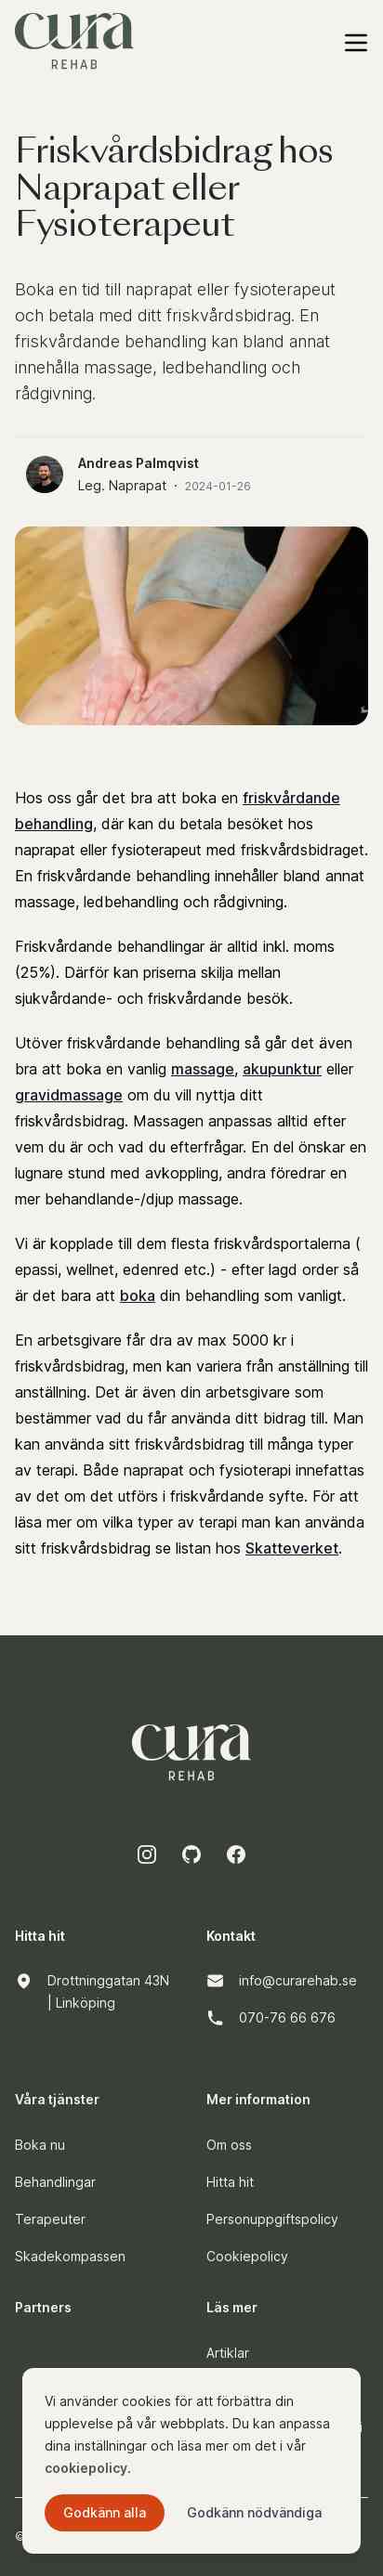 cura
REHAB
Friskvårdsbidrag hos
Naprapat eller
Fysioterapeut
Boka en tid till naprapat eller fysioterapeut
och betala med ditt friskvårdsbidrag. En
friskvårdande behandling kan bland annat
innehålla massage, ledbehandling och
rådgivning.
Andreas Palmqvist
Leg. Naprapat · 2024-01-26
Hos oss går det bra att boka en friskvårdande
behandling, där kan du betala besöket hos
naprapat eller fysioterapeut med friskvårdsbidraget.
En friskvårdande behandling innehåller bland annat
massage, ledbehandling och rådgivning.
Friskvårdande behandlingar är alltid inkl. moms
(25%). Därför kan priserna skilja mellan
sjukvårdande- och friskvårdande besök.
Utöver friskvårdande behandling så går det även
bra att boka en vanlig massage, akupunktur eller
gravidmassage om du vill nyttja ditt
friskvårdsbidrag. Massagen anpassas alltid efter
vem du är och vad du efterfrågar. En del önskar en
lugnare stund med avkoppling, andra föredrar en
mer behandlande-/djup massage.
Vi är kopplade till dem flesta friskvårdsportalerna (
epassi, wellnet, edenred etc.) - efter lagd order så
är det bara att boka din behandling som vanligt.
En arbetsgivare får dra av max 5000 kr i
friskvårdsbidrag, men kan variera från anställning till
anställning. Det är även din arbetsgivare som
bestämmer vad du får använda ditt bidrag till. Man
kan använda sitt friskvårdsbidrag till många typer
av terapi. Både naprapat och fysioterapi innefattas
av det om det utförs i friskvårdande syfte. För att
läsa mer om vilka typer av terapi man kan använda
sitt friskvårdsbidrag se listan hos Skatteverket.
cura
REHAB
Hitta hit
Drottninggatan 43N
| Linköping
Kontakt
info@curarehab.se
070-76 66 676
Våra tjänster
Boka nu
Behandlingar
Terapeuter
Skadekompassen
Mer information
Om oss
Hitta hit
Personuppgiftspolicy
Cookiepolicy
Partners
Läs mer
Artiklar
Vi använder cookies för att förbättra din
upplevelse på vår webbplats. Du kan anpassa
dina inställningar och läsa mer om det i vår
cookiepolicy.
Godkänn alla
Godkänn nödvändiga